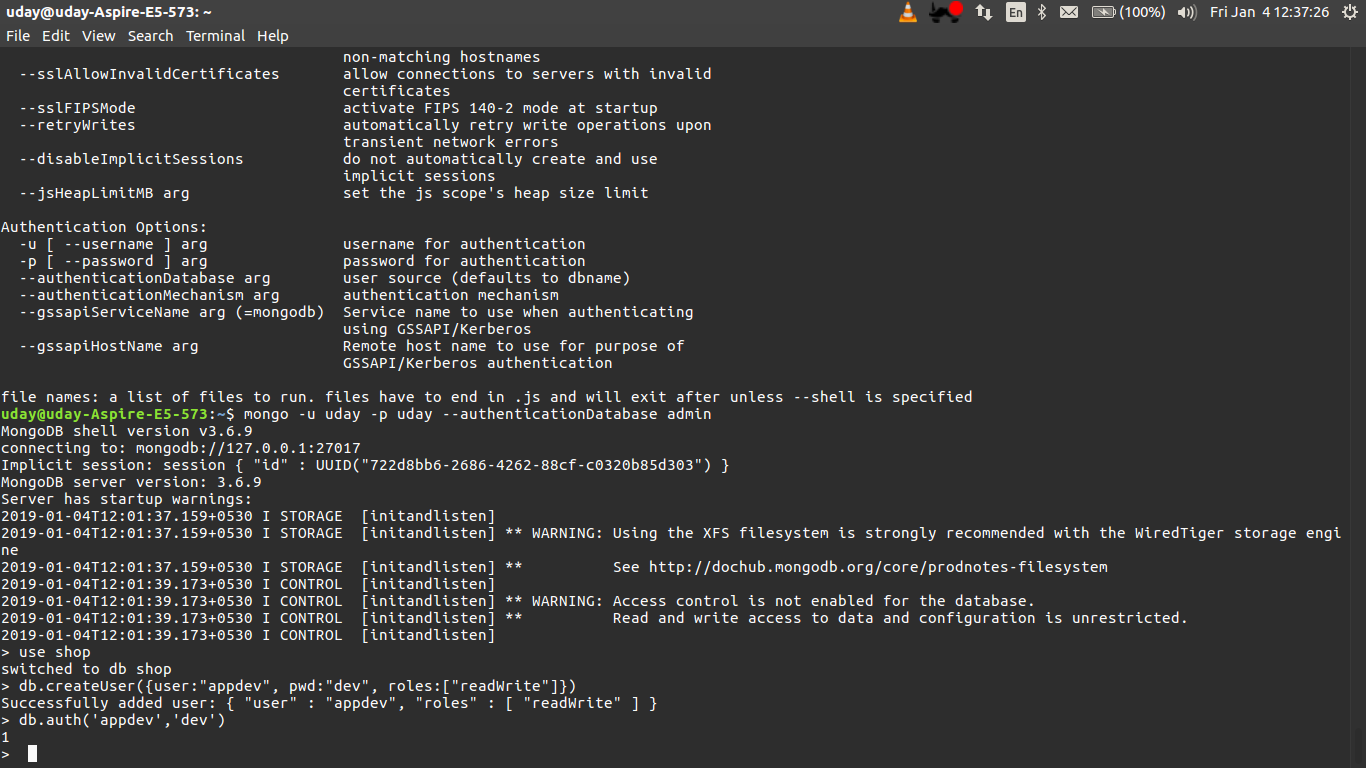 uday@uday-Aspire-E5-573: ~
En
(100%)
Fri Jan  4 12:37:26
File Edit View Search Terminal Help
                                      non-matching hostnames
  --sslAllowInvalidCertificates       allow connections to servers with invalid
                                      certificates
  --sslFIPSMode                       activate FIPS 140-2 mode at startup
  --retryWrites                       automatically retry write operations upon
                                      transient network errors
  --disableImplicitSessions           do not automatically create and use
                                      implicit sessions
  --jsHeapLimitMB arg                 set the js scope's heap size limit

Authentication Options:
  -u [ --username ] arg               username for authentication
  -p [ --password ] arg               password for authentication
  --authenticationDatabase arg        user source (defaults to dbname)
  --authenticationMechanism arg       authentication mechanism
  --gssapiServiceName arg (=mongodb)  Service name to use when authenticating
                                      using GSSAPI/Kerberos
  --gssapiHostName arg                Remote host name to use for purpose of
                                      GSSAPI/Kerberos authentication

file names: a list of files to run. files have to end in .js and will exit after unless --shell is specified
uday@uday-Aspire-E5-573:~$ mongo -u uday -p uday --authenticationDatabase admin
MongoDB shell version v3.6.9
connecting to: mongodb://127.0.0.1:27017
Implicit session: session { "id" : UUID("722d8bb6-2686-4262-88cf-c0320b85d303") }
MongoDB server version: 3.6.9
Server has startup warnings:
2019-01-04T12:01:37.159+0530 I STORAGE  [initandlisten]
2019-01-04T12:01:37.159+0530 I STORAGE  [initandlisten] ** WARNING: Using the XFS filesystem is strongly recommended with the WiredTiger storage engi
ne
2019-01-04T12:01:37.159+0530 I STORAGE  [initandlisten] **          See http://dochub.mongodb.org/core/prodnotes-filesystem
2019-01-04T12:01:39.173+0530 I CONTROL  [initandlisten]
2019-01-04T12:01:39.173+0530 I CONTROL  [initandlisten] ** WARNING: Access control is not enabled for the database.
2019-01-04T12:01:39.173+0530 I CONTROL  [initandlisten] **          Read and write access to data and configuration is unrestricted.
2019-01-04T12:01:39.173+0530 I CONTROL  [initandlisten]
> use shop
switched to db shop
> db.createUser({user:"appdev", pwd:"dev", roles:["readWrite"]})
Successfully added user: { "user" : "appdev", "roles" : [ "readWrite" ] }
> db.auth('appdev','dev')
1
>